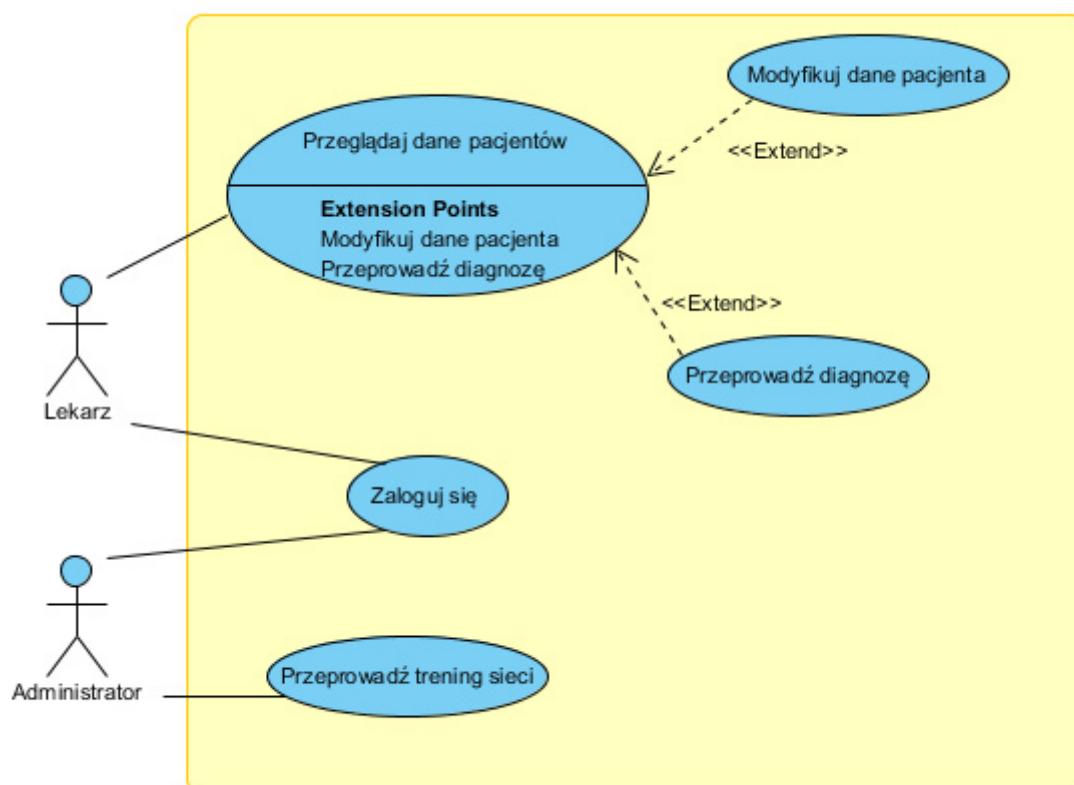 Modyfikuj dane pacjenta
Przeglądaj dane pacjentów
<<Extend>>
Extension Points
Modyfikuj dane pacjenta
Przeprowadź diagnozę
<<Extend>>
Przeprowadź diagnozę
Lekarz
Zaloguj się
Przeprowadź trening sieci
Administrator